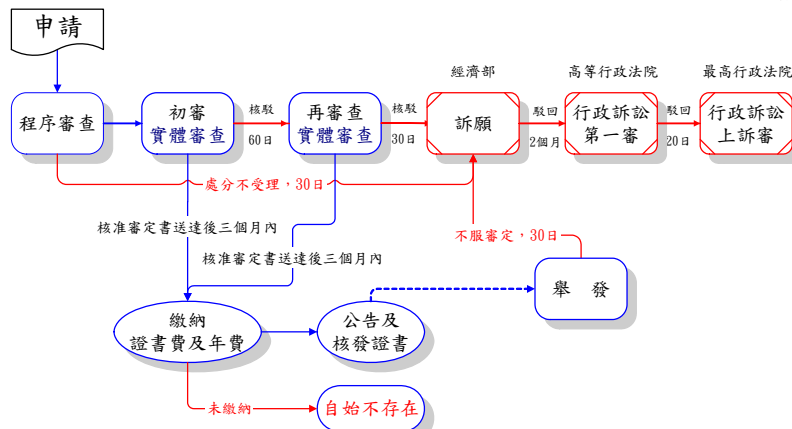 申請
經濟部
高等行政法院
最高行政法院
程序審查
初審
實體審查
核駁
60日
再審查
實體審查
核駁
30日
訴願
駁回
2個月
行政訴訟
第一審
駁回
20日
行政訴訟
上訴審
處分不受理，30日
核准審定書送達後三個月內
不服審定，30日
核准審定書送達後三個月內
舉 發
繳納
證書費及年費
公告及
核發證書
未繳納
自始不存在